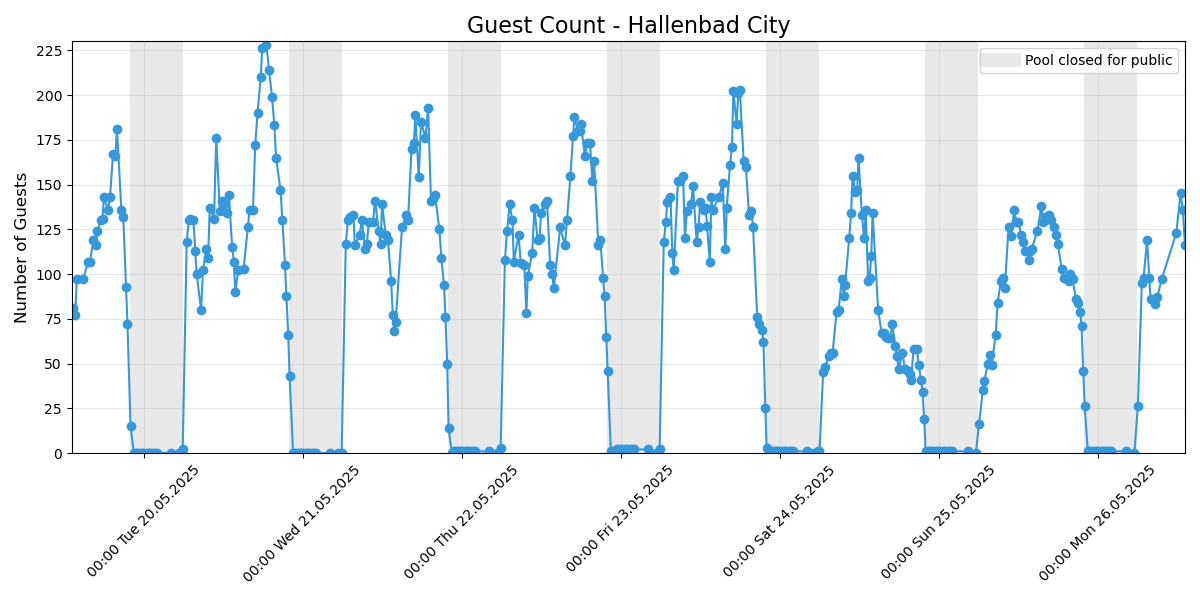 Guest Count - Hallenbad City
Pool closed for public
Number of Guests
225
200
175
150
125
100
75
50
25
0
00:00 Tue 20.05.2025
00:00 Wed 21.05.2025
00:00 Thu 22.05.2025
00:00 Fri 23.05.2025
00:00 Sat 24.05.2025
00:00 Sun 25.05.2025
00:00 Mon 26.05.2025